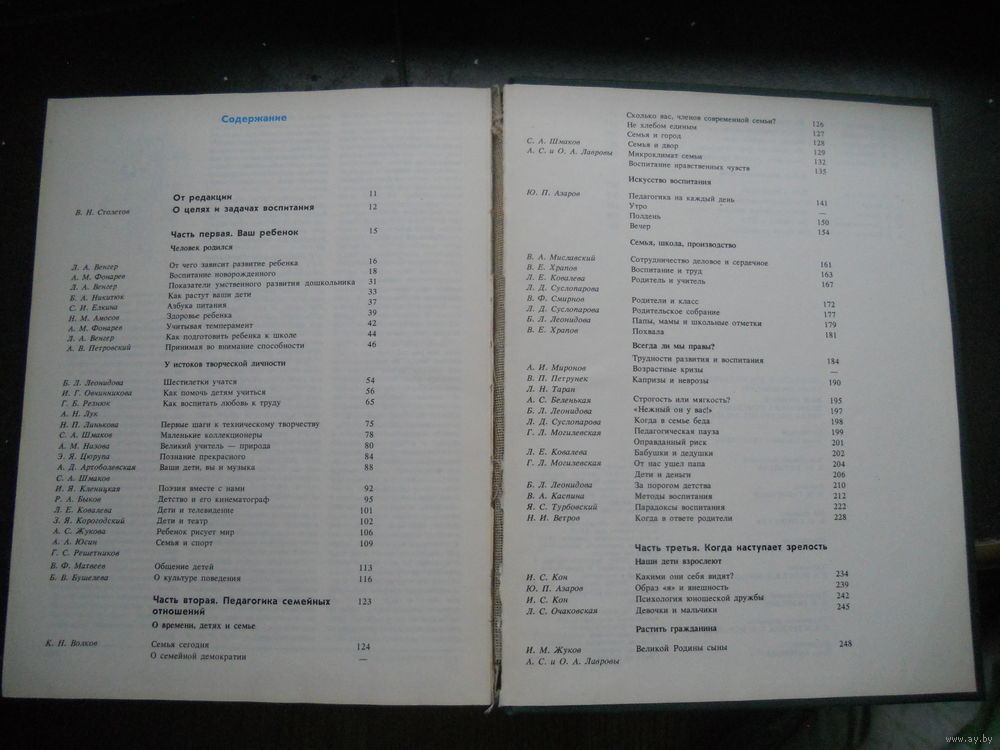 Содержание
От редакции 11
В. Н. Столетов О целях и задачах воспитания 12
Часть первая. Ваш ребенок 15
Человек родился
Л. А. Венгер От чего зависит развитие ребенка 16
А. М. Фонарев Воспитание новорожденного 18
Л. А. Венгер Показатели умственного развития дошкольника 31
Б. А. Никитюк Как растут ваши дети 33
С. И. Елкина Азбука питания 37
Н. М. Амосов Здоровье ребенка 39
А. М. Фонарев Учитывая темперамент 42
Л. А. Венгер Как подготовить ребенка к школе 44
А. В. Петровский Принимая во внимание способности 46
У истоков творческой личности
Б. Л. Леонидова Шестилетки учатся 54
И. Г. Овчинникова Как помочь детям учиться 56
Г. Б. Резнюк Как воспитать любовь к труду 65
А. Н. Лук
Н. П. Линькова Первые шаги к техническому творчеству 75
С. А. Шмаков Маленькие коллекционеры 78
А. М. Назова Великий учитель — природа 80
Э. Я. Цюрупа Познание прекрасного 84
А. Д. Артоболевская Ваши дети, вы и музыка 88
С. А. Шмаков
И. Я. Кленицкая Поэзия вместе с нами 92
Р. А. Быков Детство и его кинематограф 95
Л. Е. Ковалева Дети и телевидение 101
З. Я. Корогодский Дети и театр 102
А. С. Жукова Ребенок рисует мир 106
А. А. Юсин Семья и спорт 109
Г. С. Решетников
В. Ф. Матвеев Общение детей 113
Б. В. Бушелева О культуре поведения 116
Часть вторая. Педагогика семейных 123
отношений
О времени, детях и семье
К. Н. Волков Семья сегодня 124
О семейной демократии —
Сколько вас, членов современной семьи? 126
Не хлебом единым 127
Семья и город 128
С. А. Шмаков Семья и двор 129
А. С. и О. А. Лавровы Микроклимат семьи 132
Воспитание нравственных чувств 135
Искусство воспитания
Ю. П. Азаров Педагогика на каждый день 141
Утро —
Полдень 150
Вечер 154
Семья, школа, производство
В. А. Миславский Сотрудничество деловое и сердечное 161
В. Е. Храпов Воспитание и труд 163
Л. Е. Ковалева Родитель и учитель 167
Л. Д. Суслопарова
В. Ф. Смирнов Родители и класс 172
Л. Д. Суслопарова Родительское собрание 177
Б. Л. Леонидова Папы, мамы и школьные отметки 179
В. Е. Храпов Похвала 181
Всегда ли мы правы?
Трудности развития и воспитания 184
А. И. Миронов Возрастные кризы —
В. П. Петрунек Капризы и неврозы 190
Л. Н. Таран
А. С. Беленькая Строгость или мягкость? 195
Б. Л. Леонидова «Нежный он у вас!» 197
Л. Д. Суслопарова Когда в семье беда 198
Г. Л. Могилевская Педагогическая пауза 199
Оправданный риск 201
Л. Е. Ковалева Бабушки и дедушки 202
Г. Л. Могилевская От нас ушел папа 204
Дети и деньги 206
Б. Л. Леонидова За порогом детства 210
В. А. Каспина Методы воспитания 212
Я. С. Турбовский Парадоксы воспитания 222
Н. И. Ветров Когда в ответе родители 228
Часть третья. Когда наступает зрелость
Наши дети взрослеют
И. С. Кон Какими они себя видят? 234
Ю. П. Азаров Образ «я» и внешность 239
И. С. Кон Психология юношеской дружбы 242
Л. С. Очаковская Девочки и мальчики 245
Растить гражданина
И. М. Жуков Великой Родины сыны 248
А. С. и О. А. Лавровы
www.ay.by